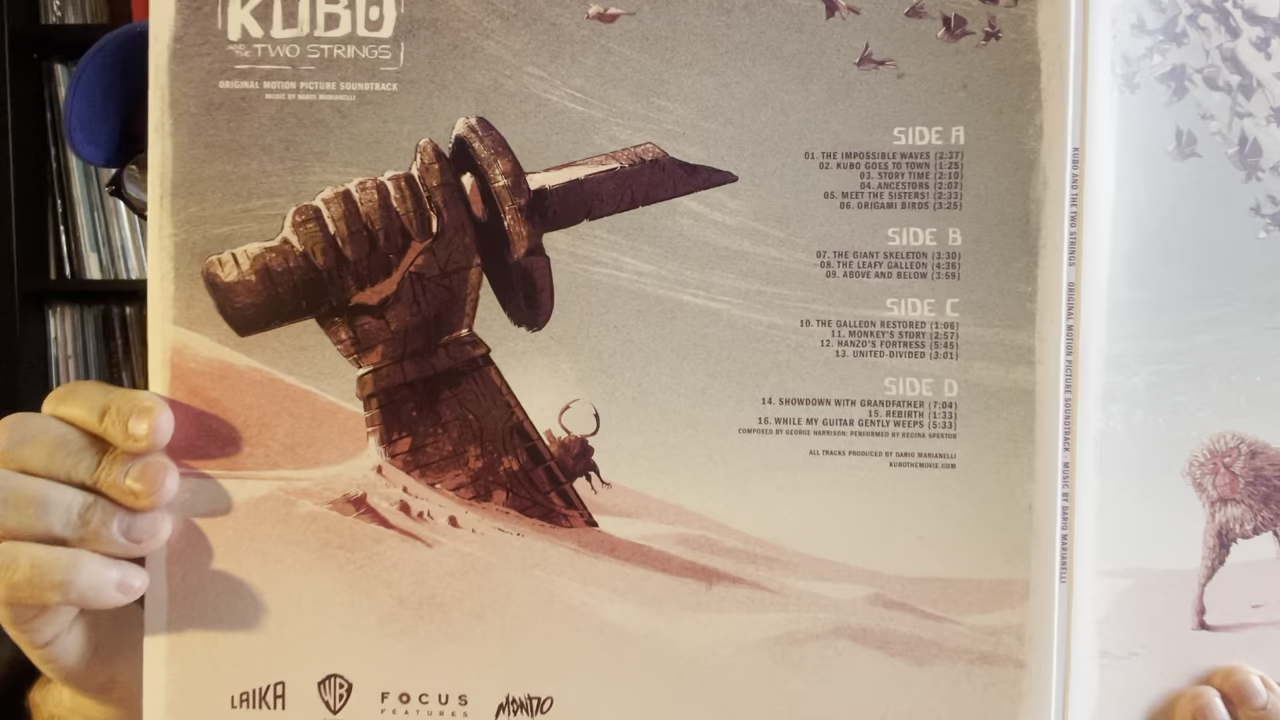 KUBO
AND THE TWO STRINGS
ORIGINAL MOTION PICTURE SOUNDTRACK
MUSIC BY DARIO MARIANELLI
SIDE A
01. THE IMPOSSIBLE WAVES (2:37)
02. KUBO GOES TO TOWN (1:25)
03. STORY TIME (2:10)
04. ANCESTORS (2:07)
05. MEET THE SISTERS! (2:33)
06. ORIGAMI BIRDS (3:25)
SIDE B
07. THE GIANT SKELETON (3:30)
08. THE LEAFY GALLEON (4:36)
09. ABOVE AND BELOW (3:59)
SIDE C
10. THE GALLEON RESTORED (1:06)
11. MONKEY'S STORY (2:57)
12. HANZO'S FORTRESS (5:45)
13. UNITED-DIVIDED (3:01)
SIDE D
14. SHOWDOWN WITH GRANDFATHER (7:04)
15. REBIRTH (1:33)
16. WHILE MY GUITAR GENTLY WEEPS (5:33)
COMPOSED BY GEORGE HARRISON: PERFORMED BY REGINA SPEKTOR
ALL TRACKS PRODUCED BY DARIO MARIANELLI
KUBOTHEMOVIE.COM
LAIKA
WB
FOCUS
FEATURES
MONDO
KUBO AND THE TWO STRINGS ORIGINAL MOTION PICTURE SOUNDTRACK - MUSIC BY DARIO MARIANELLI